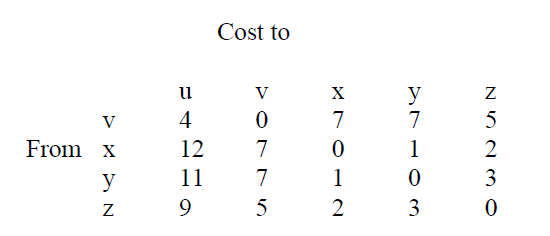 Cost to
u v x y z
v 4 0 7 7 5
From x 12 7 0 1 2
y 11 7 1 0 3
z 9 5 2 3 0